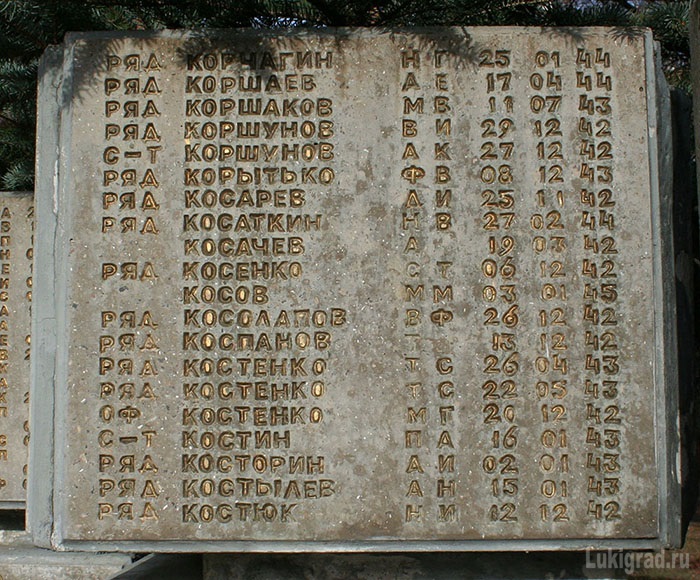 РЯД КОРЧАГИН Н Г 25 01 44
РЯД КОРШАЕВ А Е 17 04 44
РЯД КОРШАКОВ М В 11 07 43
РЯД КОРШУНОВ В И 29 12 42
С-Т КОРШУНОВ А К 27 12 42
РЯД КОРЫТЬКО Ф В 08 12 43
РЯД КОСАРЕВ Д И 25 11 42
РЯД КОСАТКИН Н В 27 02 44
КОСАЧЕВ А 19 03 42
РЯД КОСЕНКО С Т 06 12 42
КОСОВ М М 03 01 45
РЯД КОСОЛАПОВ В Ф 26 12 42
РЯД КОСПАНОВ Т 13 12 42
РЯД КОСТЕНКО Т С 26 04 43
РЯД КОСТЕНКО Т С 22 05 43
ОФ КОСТЕНКО М Г 20 12 42
С-Т КОСТИН П А 16 01 43
РЯД КОСТОРИН А И 02 01 43
РЯД КОСТЫЛЕВ А Н 15 01 43
РЯД КОСТЮК Н И 12 12 42
Lukigrad.ru